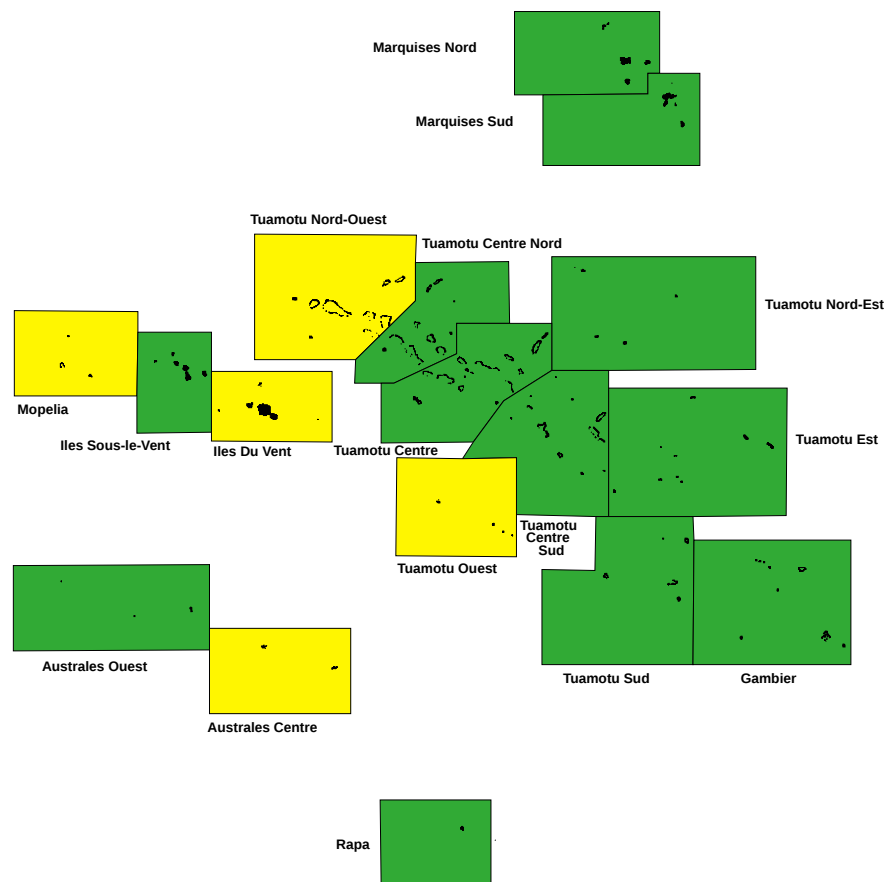 Marquises Nord
Marquises Sud
Tuamotu Nord-Ouest
Tuamotu Centre Nord
Tuamotu Nord-Est
Mopelia
Iles Sous-le-Vent
Iles Du Vent
Tuamotu Centre
Tuamotu Est
Tuamotu
Centre
Sud
Tuamotu Ouest
Australes Ouest
Tuamotu Sud
Gambier
Australes Centre
Rapa